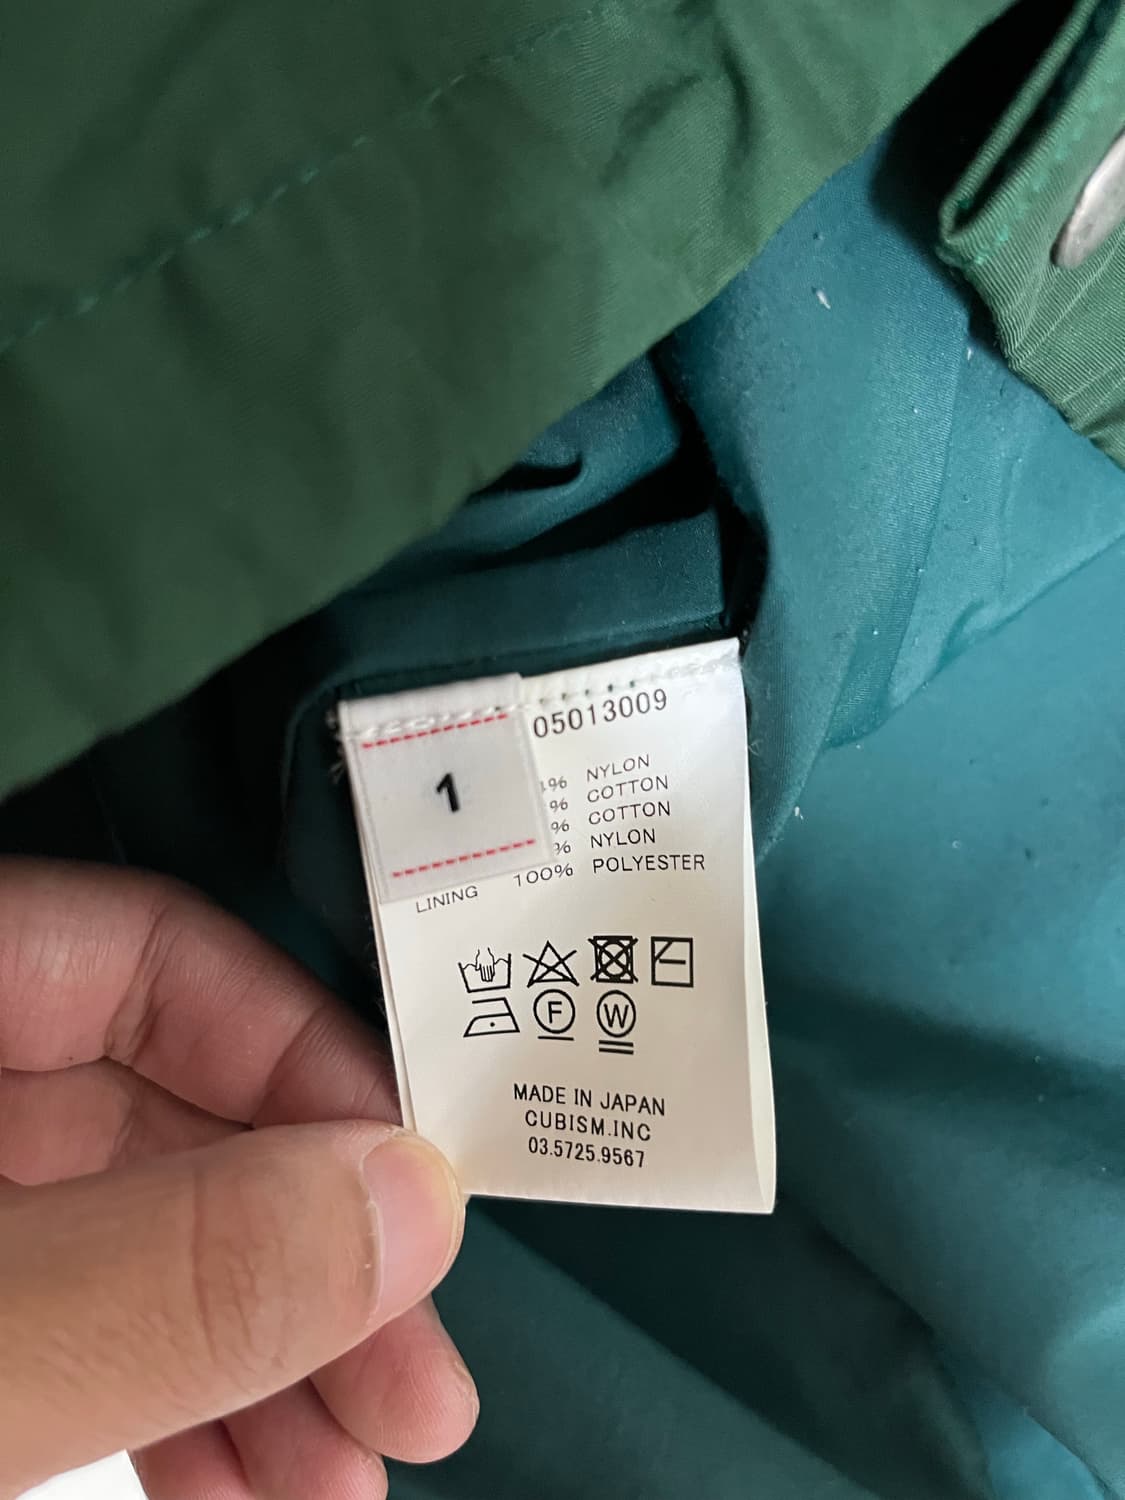 05013009
1
% NYLON
% COTTON
% COTTON
% NYLON
LINING 100% POLYESTER
F W
MADE IN JAPAN
CUBISM.INC
03.5725.9567